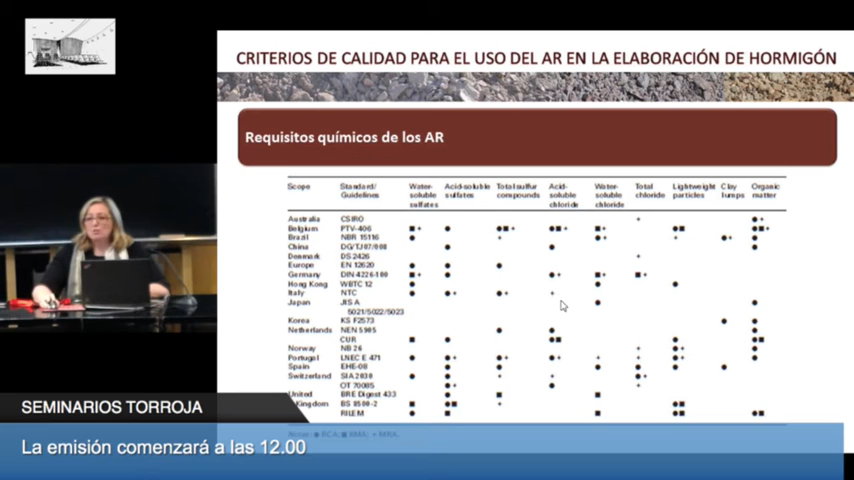 CRITERIOS DE CALIDAD PARA EL USO DEL AR EN LA ELABORACIÓN DE HORMIGÓN
Requisitos químicos de los AR
Scope Standard/ Guidelines Water-soluble sulfates Acid-soluble sulfates Total sulfur compounds Acid-soluble chloride Water-soluble chloride Total chloride Lightweight particles Clay lumps Organic matter
Australia CSIRO + ●+
Belgium PTV-406 ■+ ● ●■+ ●■+ ■+ ●■ ●■+
Brazil NBR 15116 ● ●+ + ●+ ●
China DG/TJ07/008 ● ● ●
Denmark DS 2426 +
Europe EN 12620 ● ● ●
Germany DIN 4226-100 ■+ ● ●+ ■+ ■+
Hong Kong WBTC 12 ● ●
Italy NTC ● ●+ ●+ +
Japan JIS A ● ●
5021/5022/5023
Korea KS F2573 ● ●
Netherlands NEN 5905 ● ● ●
CUR ■ ● ●■ ● ●■
Norway NB 26 + ●+ ●
Portugal LNEC E 471 ● ●+ ●+ ●+ + + ●+ ●
Spain EHE-08 ● ● ● ● ● ●
Switzerland SIA 2030 ● ● + + ●+
OT 70085 ●+ ● +
United BRE Digest 433 ● ■ ■
Kingdom BS 8500-2 ■ ●■ + ●■
RILEM ● ■ ■ ●■ ●■
SEMINARIOS TORROJA
La emisión comenzará a las 12.00